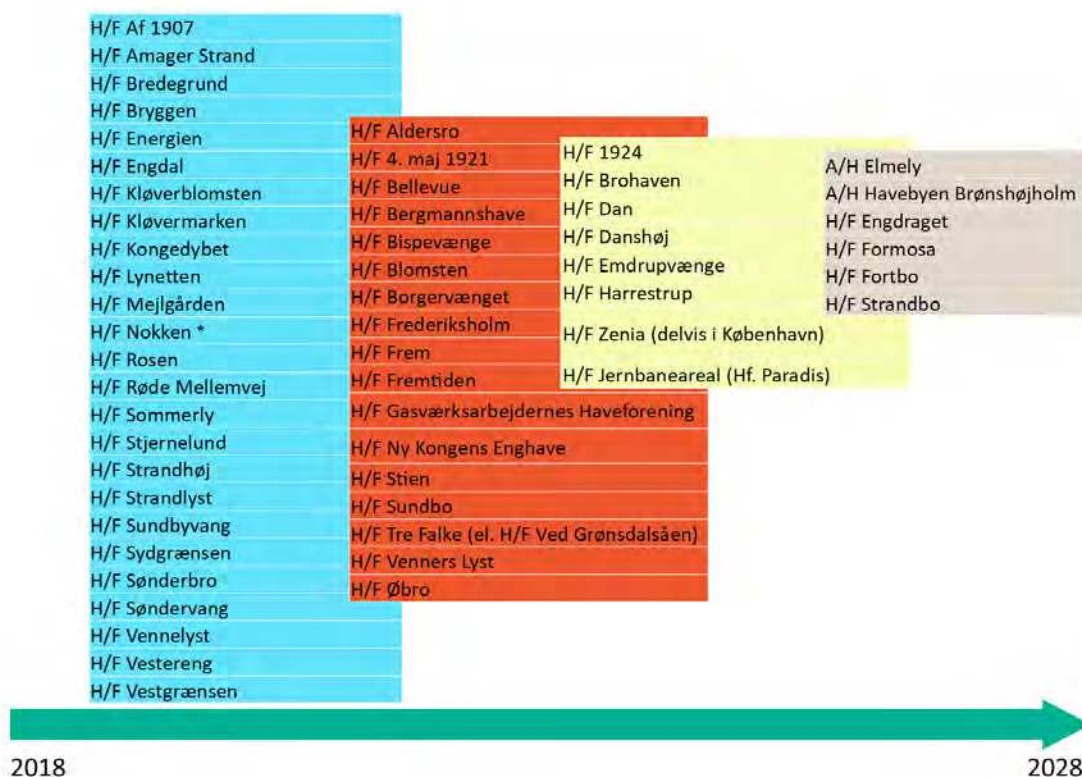 H/F Af 1907
H/F Amager Strand
H/F Bredegrund
H/F Bryggen
H/F Energien
H/F Engdal
H/F Kløverblomsten
H/F Kløvermarken
H/F Kongedybet
H/F Lynetten
H/F Mejlgården
H/F Nokken *
H/F Rosen
H/F Røde Mellemvej
H/F Sommerly
H/F Stjernelund
H/F Strandhøj
H/F Strandlyst
H/F Sundbyvang
H/F Sydgrænsen
H/F Sønderbro
H/F Søndervang
H/F Vennelyst
H/F Vestereng
H/F Vestgrænsen
H/F Aldersro
H/F 4. maj 1921
H/F Bellevue
H/F Bergmannshave
H/F Bispevænge
H/F Blomsten
H/F Borgervænget
H/F Frederiksholm
H/F Frem
H/F Fremtiden
H/F Gasværksarbejdernes Haveforening
H/F Ny Kongens Enghave
H/F Stien
H/F Sundbo
H/F Tre Falke (el. H/F Ved Grønsdalsåen)
H/F Venners Lyst
H/F Øbro
H/F 1924
H/F Brohaven
H/F Dan
H/F Danshøj
H/F Emdrupvænge
H/F Harrestrup
H/F Zenia (delvis i København)
H/F Jernbaneareal (Hf. Paradis)
A/H Elmely
A/H Havebyen Brønshøjholm
H/F Engdraget
H/F Formosa
H/F Fortbo
H/F Strandbo
2018
2028